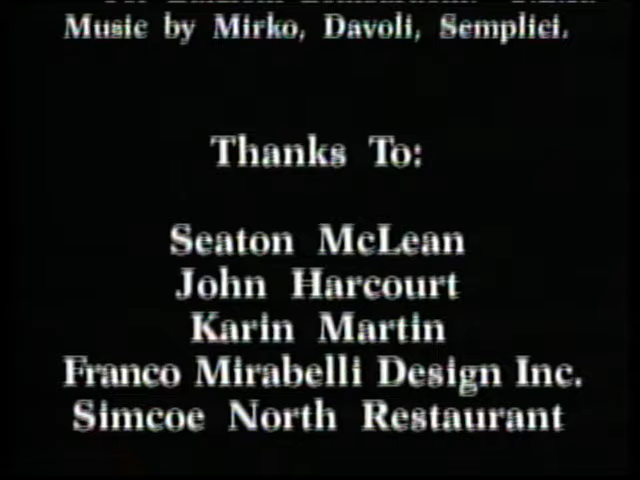 Music by Mirko, Davoli, Semplici.
Thanks To:
Seaton McLean
John Harcourt
Karin Martin
Franco Mirabelli Design Inc.
Simcoe North Restaurant